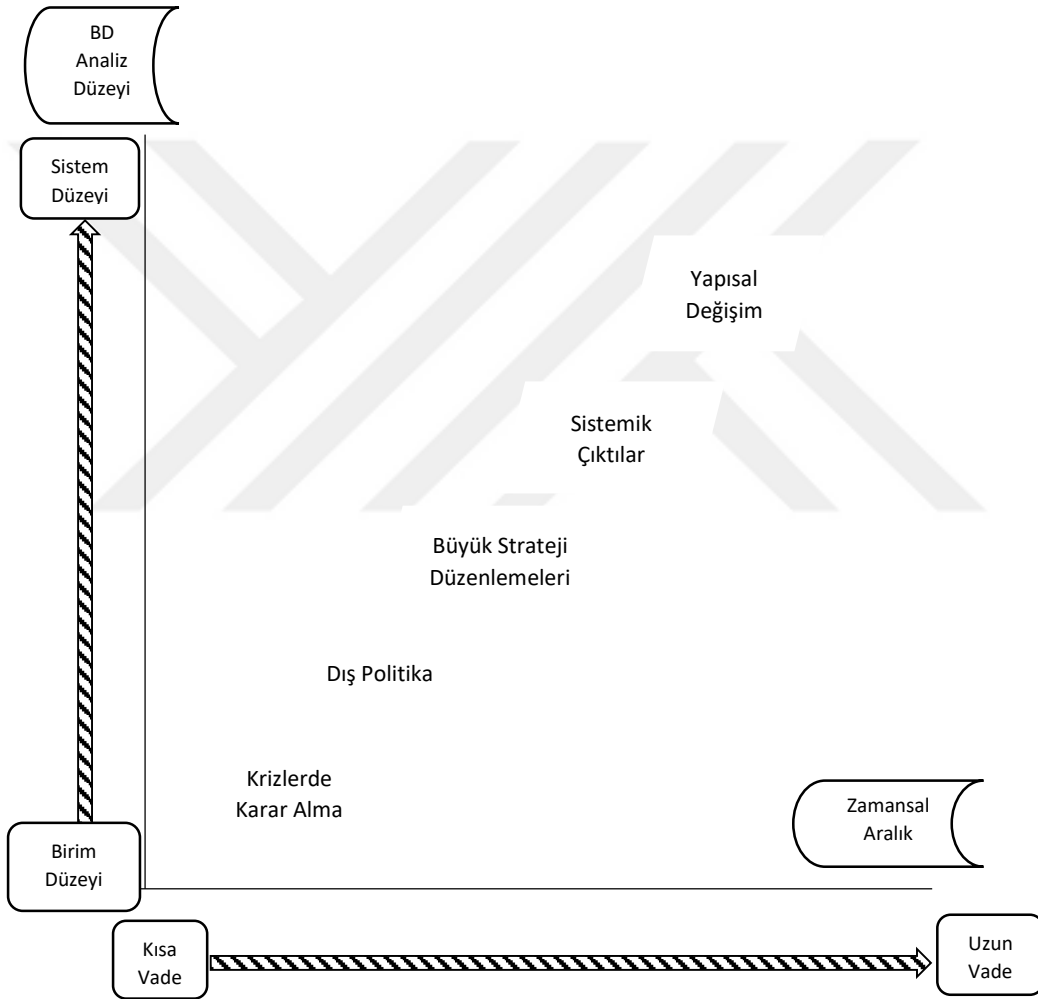 BD
Analiz
Düzeyi
Sistem
Düzeyi
Yapısal
Değişim
Sistemik
Çıktılar
Büyük Strateji
Düzenlemeleri
Dış Politika
Krizlerde
Karar Alma
Zamansal
Aralık
Birim
Düzeyi
Kısa
Vade
Uzun
Vade